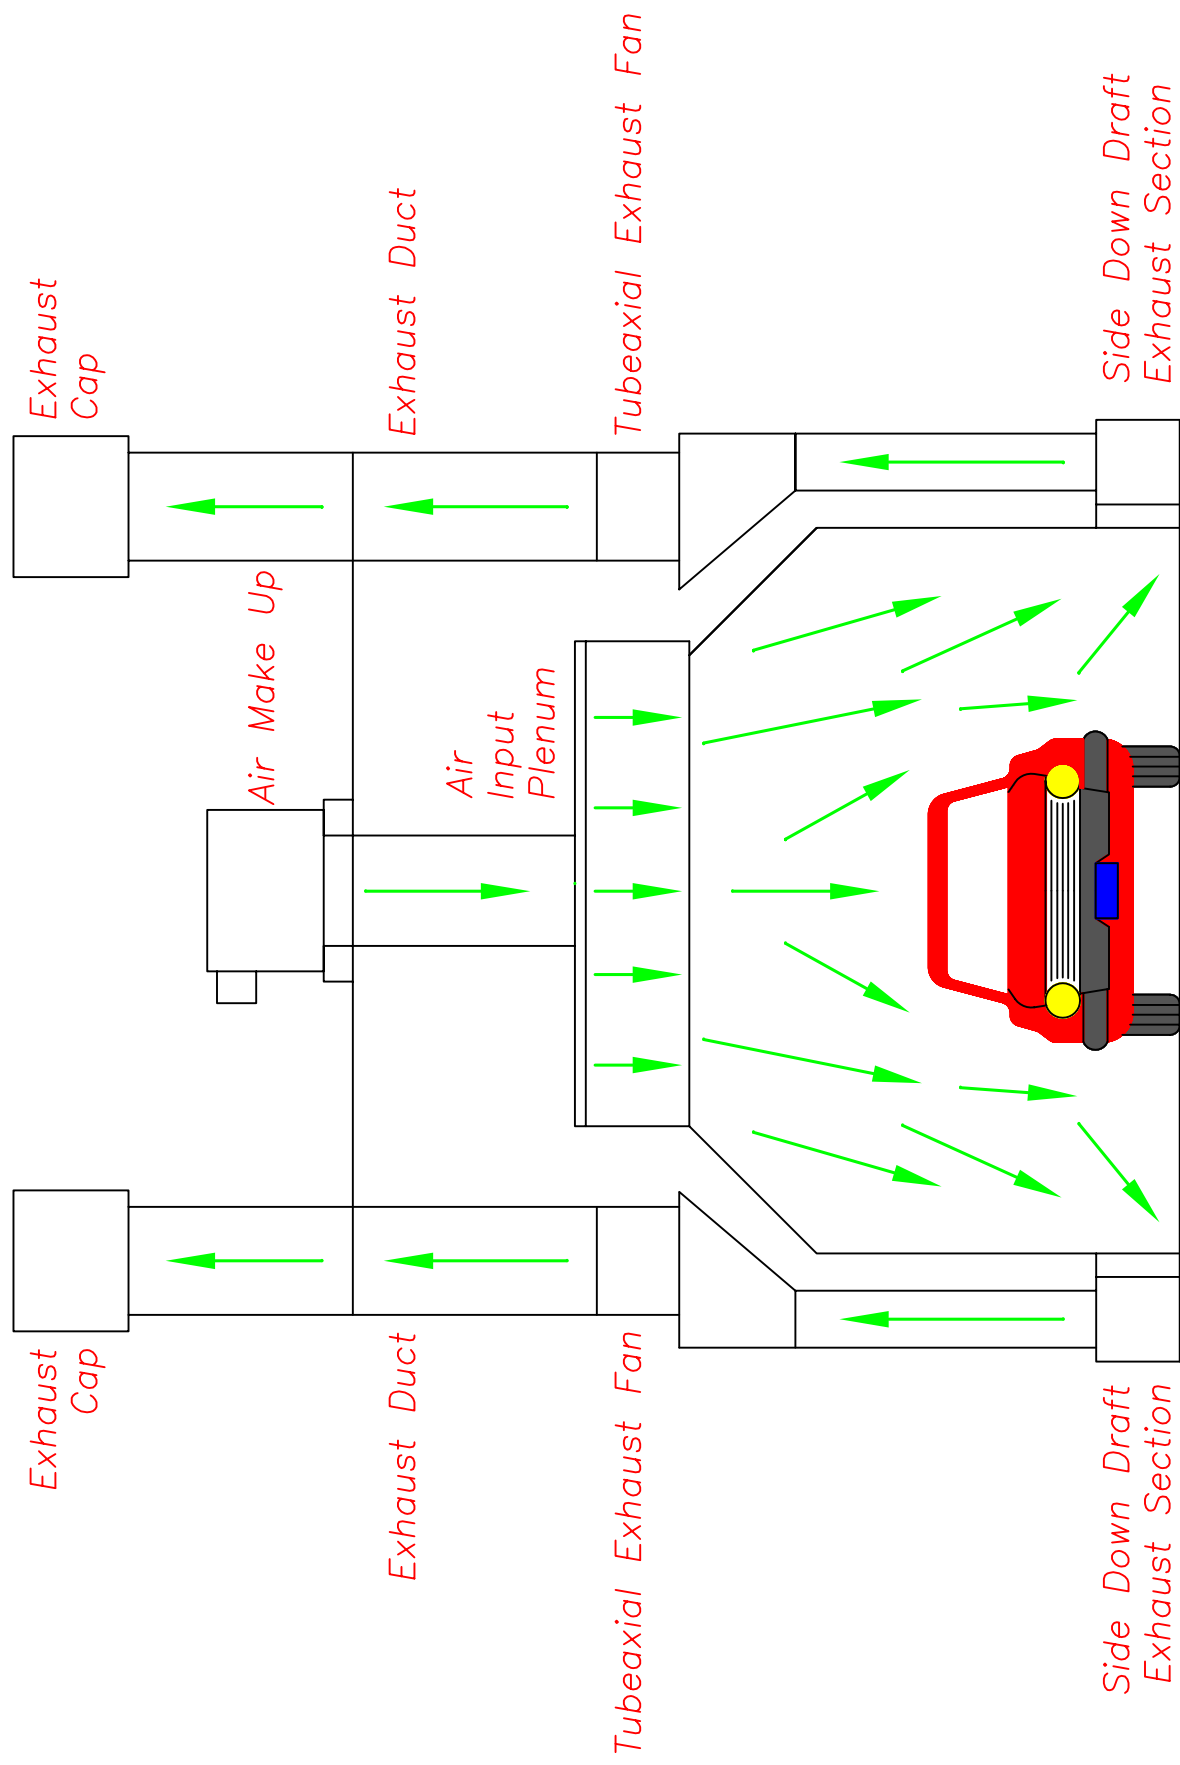 Exhaust
Cap
Exhaust
Cap
Air Make Up
Exhaust Duct
Exhaust Duct
Air
Input
Plenum
Tubeaxial Exhaust Fan
Tubeaxial Exhaust Fan
Side Down Draft
Exhaust Section
Side Down Draft
Exhaust Section